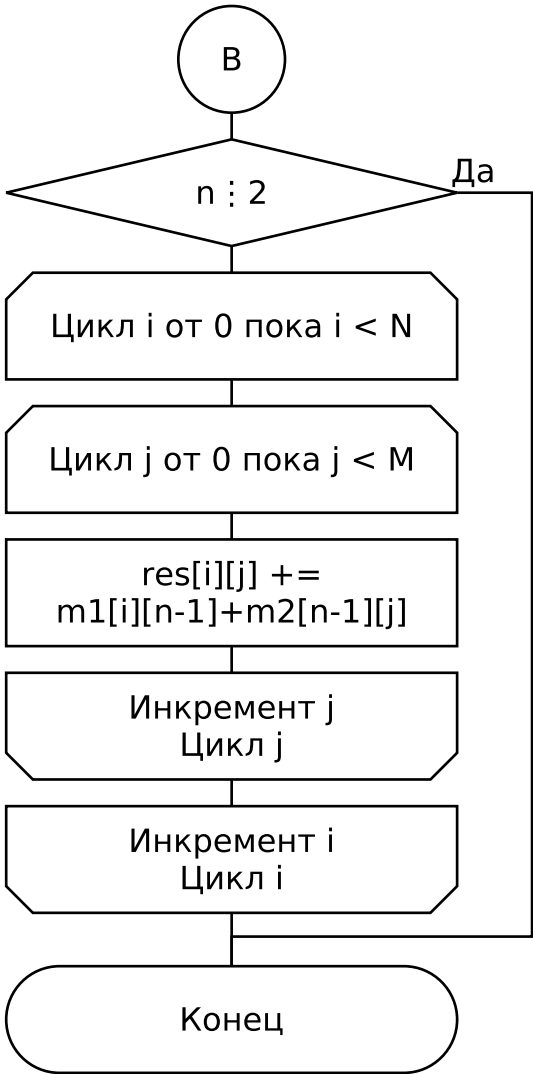 В
Да
n⋮2
Цикл i от 0 пока i < N
Цикл j от 0 пока j < M
res[i][j] +=
m1[i][n-1]+m2[n-1][j]
Инкремент j
Цикл j
Инкремент i
Цикл i
Конец